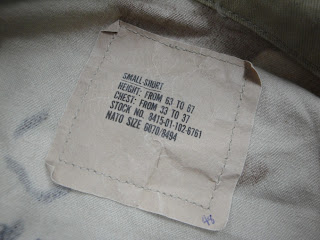 SMALL-SHORT
HEIGHT: FROM 63 TO 67
CHEST: FROM 33 TO 37
STOCK NO. 8415-01-102-6761
NATO SIZE 6070/8494